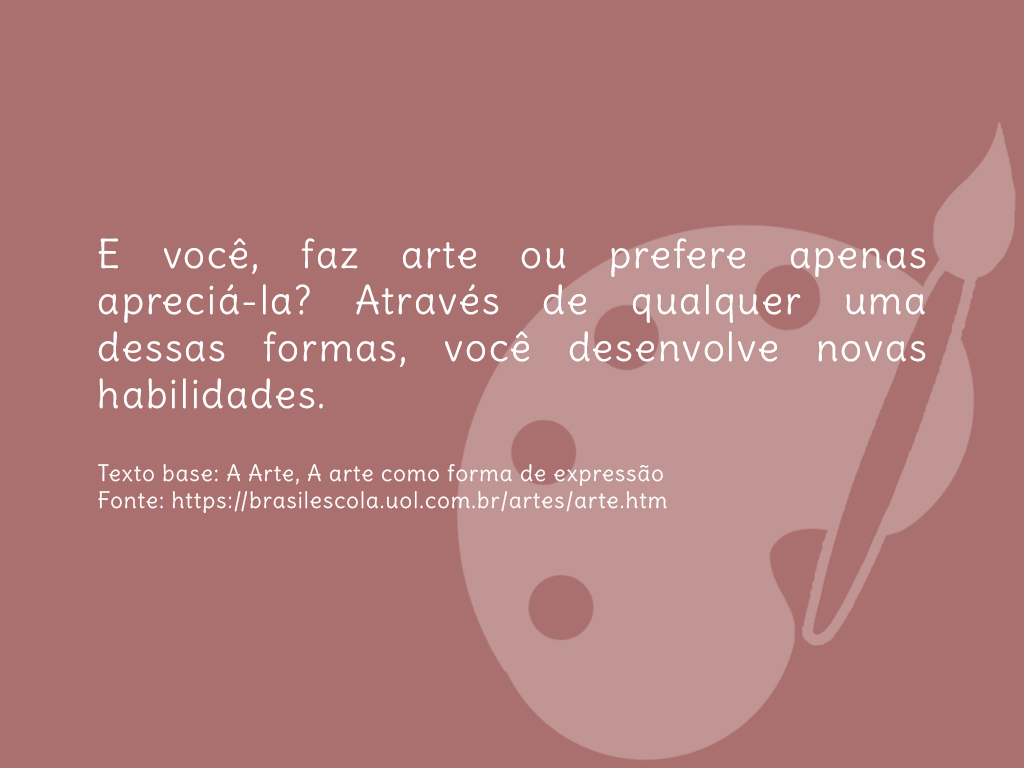 E você, faz arte ou prefere apenas
apreciá-la? Através de qualquer uma
dessas formas, você desenvolve novas
habilidades.
Texto base: A Arte, A arte como forma de expressão
Fonte: https://brasilescola.uol.com.br/artes/arte.htm